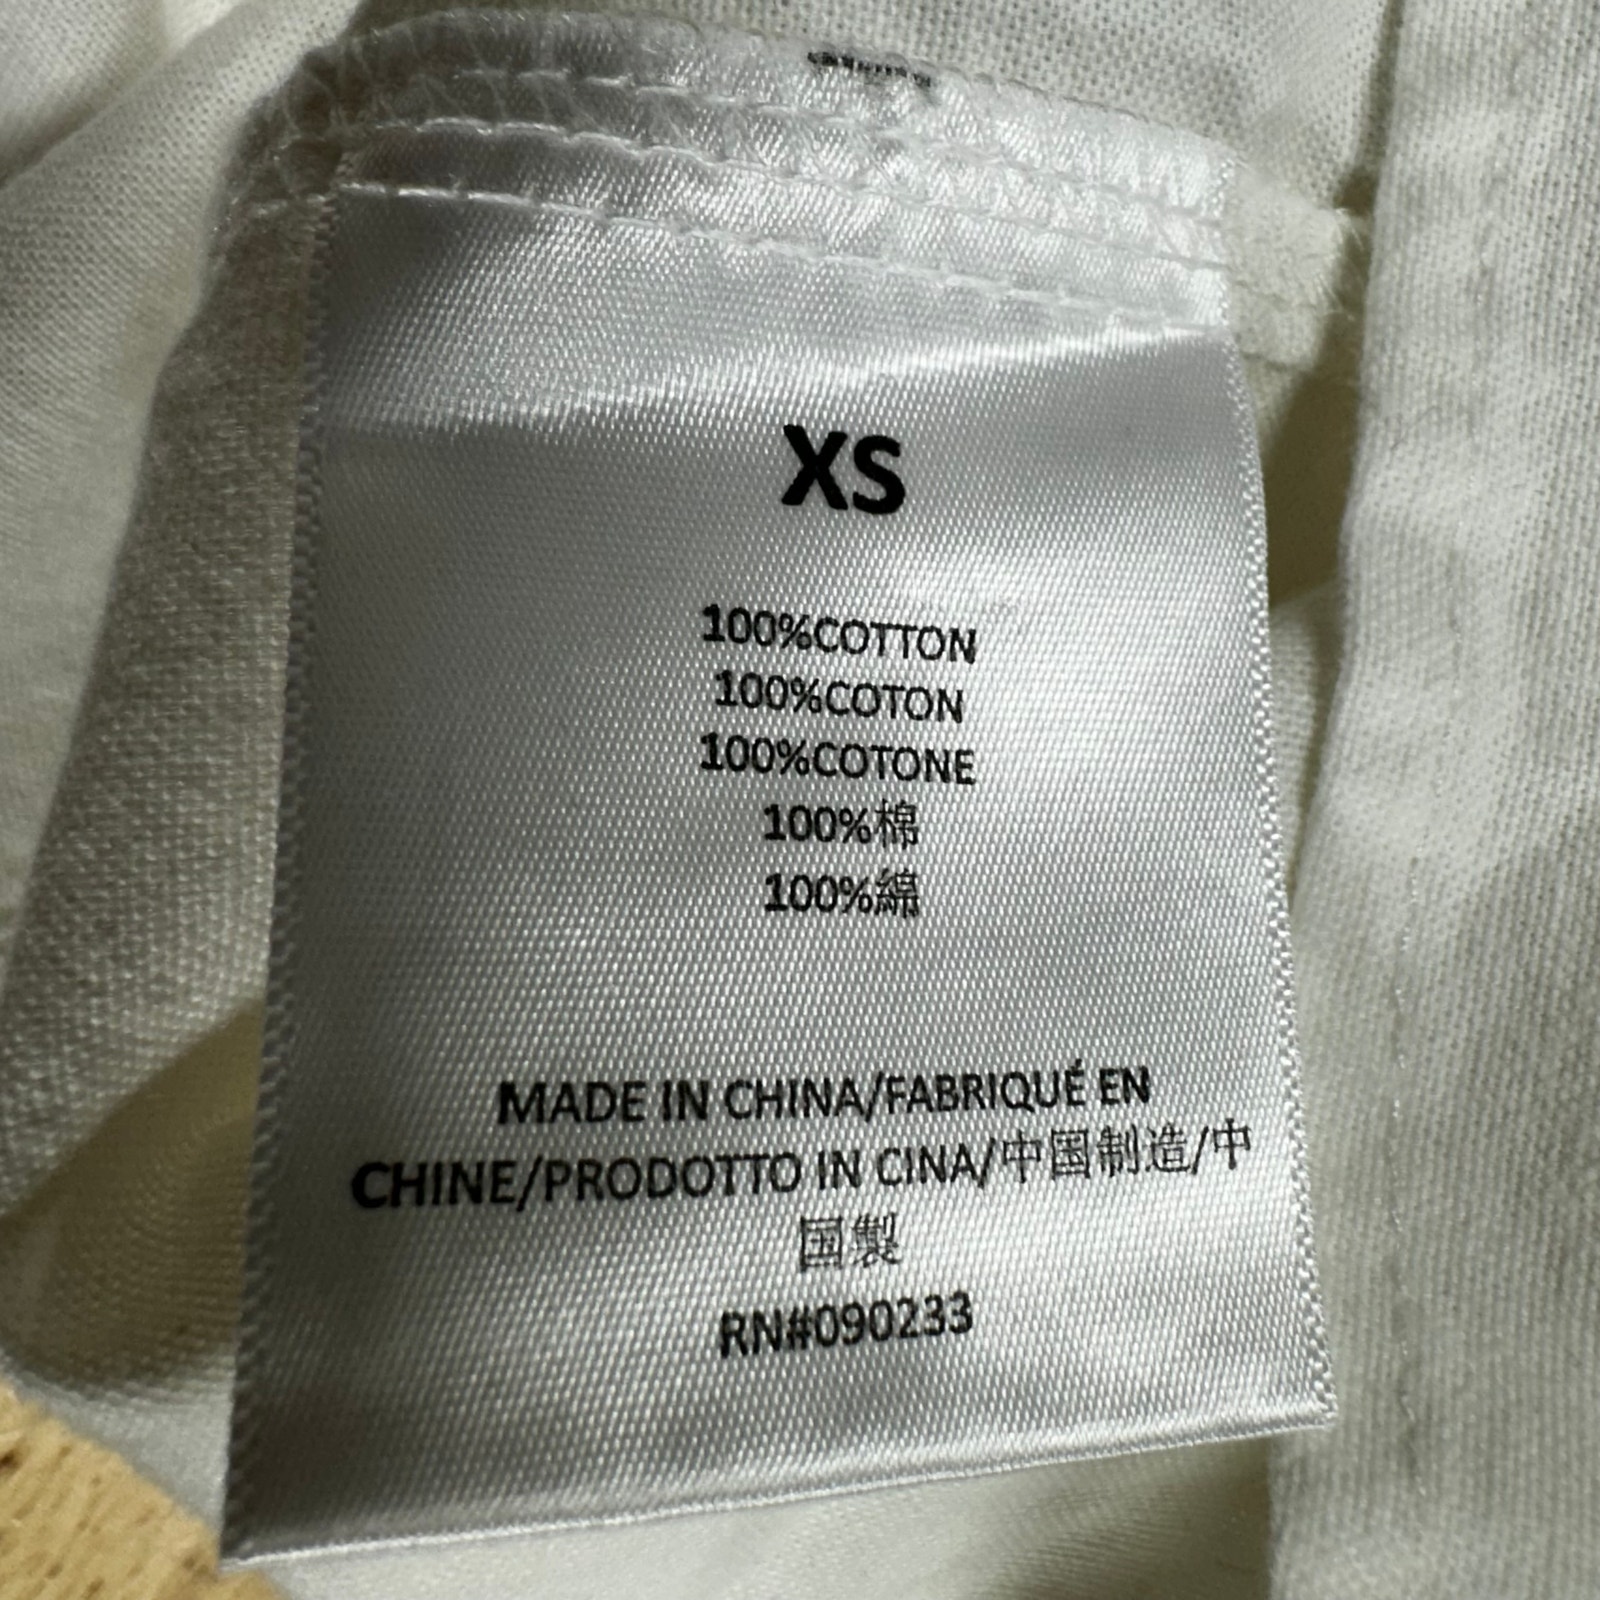 XS
100%COTTON
100%COTON
100%COTONE
100%棉
100%綿
MADE IN CHINA/FABRIQUÉ EN
CHINE/PRODOTTO IN CINA/中国制造/中
国製
RN#090233